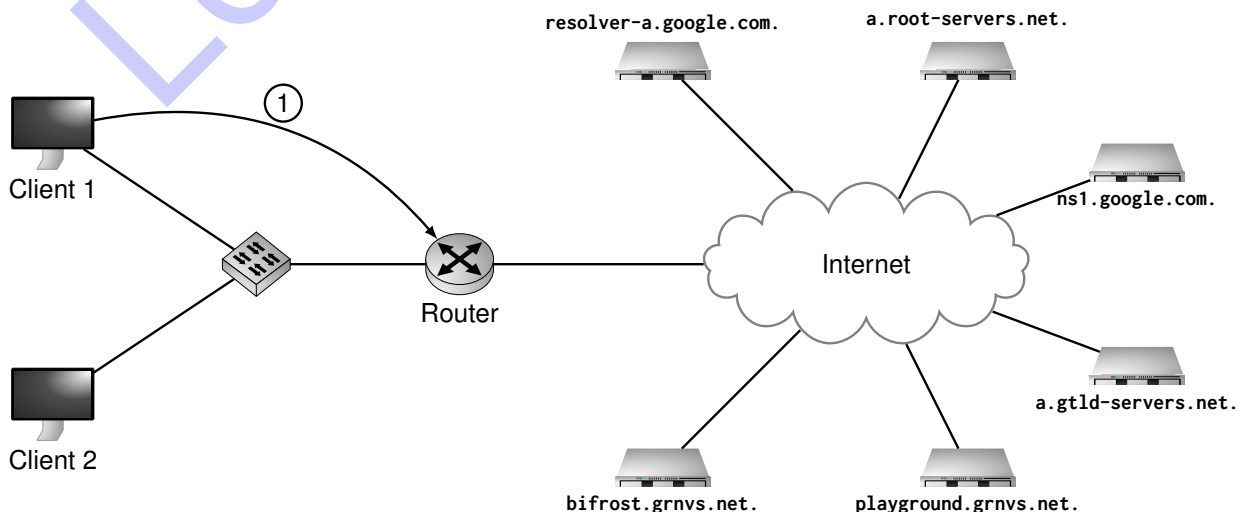 resolver-a.google.com.
a.root-servers.net.
1
Client 1
ns1.google.com.
Internet
Router
a.gtld-servers.net.
Client 2
bifrost.grnvs.net.
playground.grnvs.net.